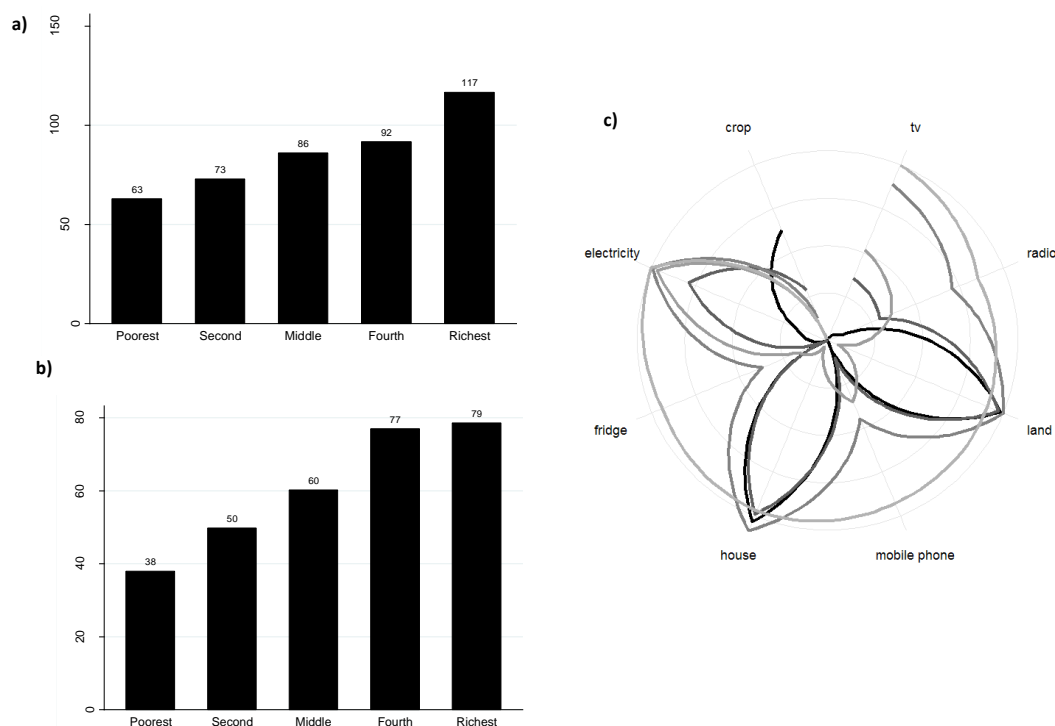 a)
150
100
50
0
63
73
86
92
117
Poorest Second Middle Fourth Richest
b)
80
60
40
20
0
38
50
60
77
79
Poorest Second Middle Fourth Richest
c)
crop
tv
electricity
radio
fridge
land
house
mobile phone